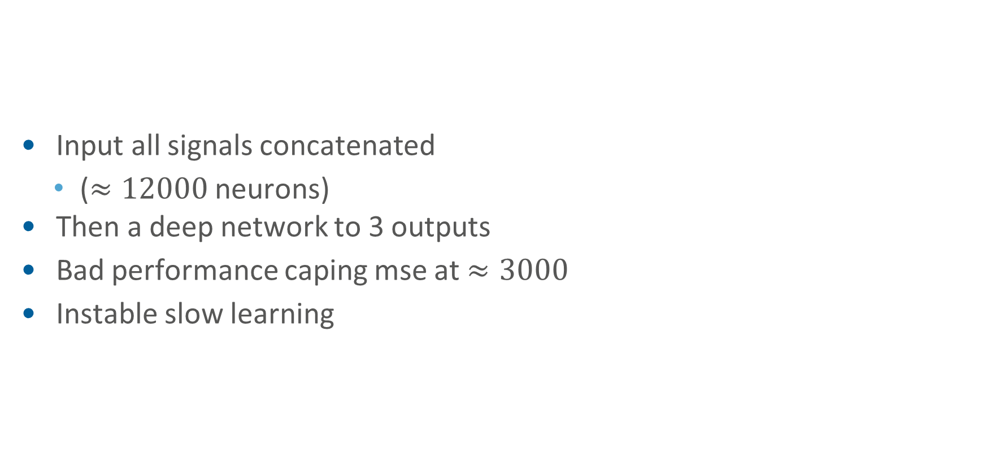 • Input all signals concatenated
• (≈ 12000 neurons)
• Then a deep network to 3 outputs
• Bad performance caping mse at ≈ 3000
• Instable slow learning